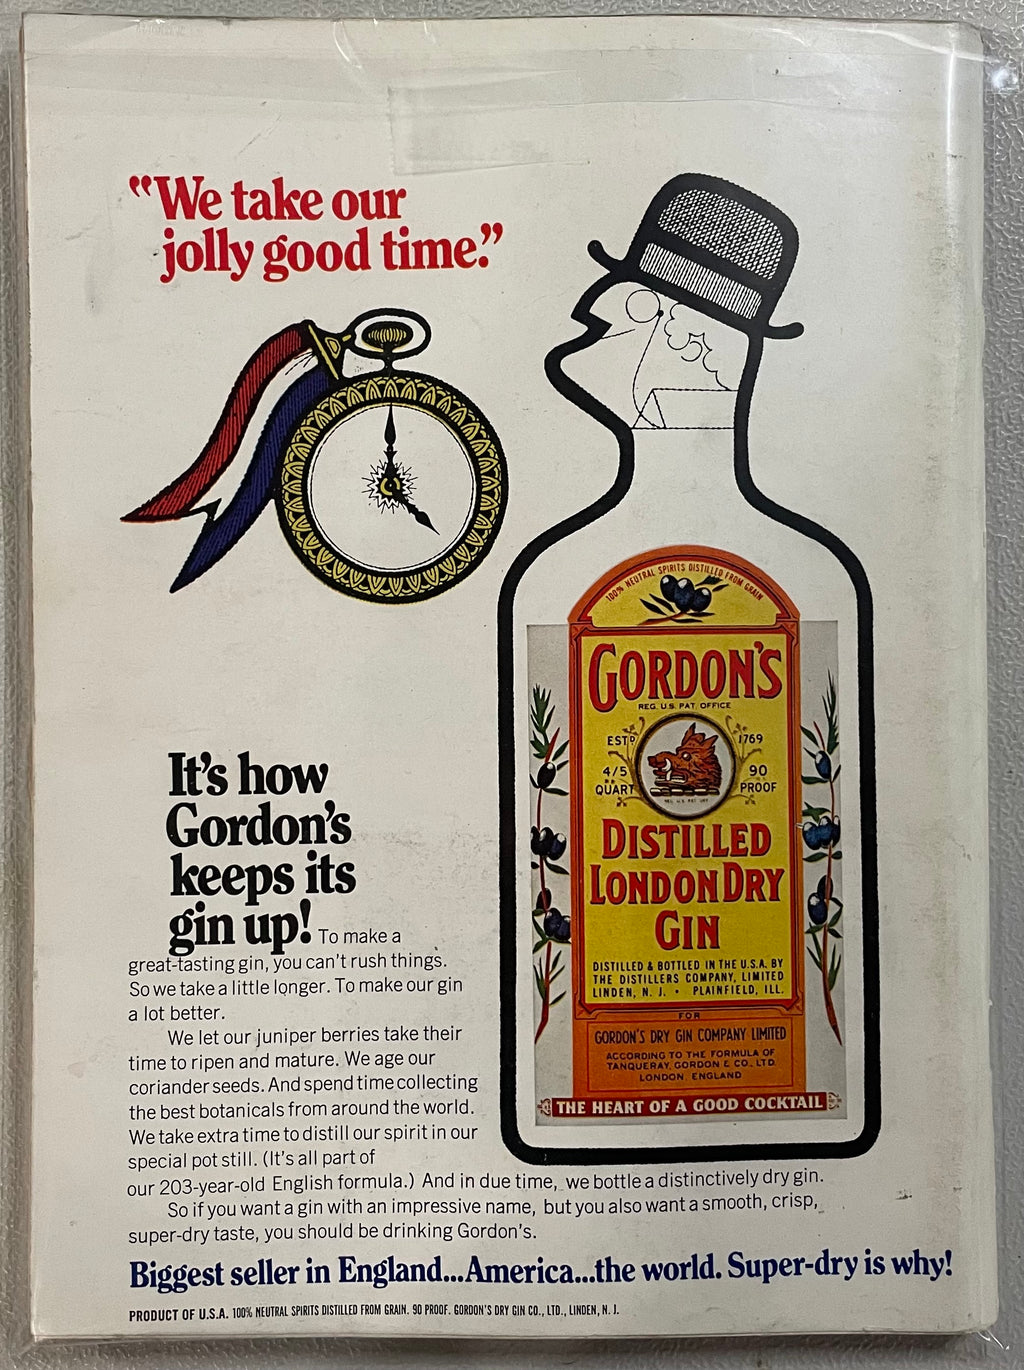 “We take our
jolly good time.”
100% NEUTRAL SPIRITS DISTILLED FROM GRAIN
GORDON'S
REG. U.S. PAT. OFFICE
ESTD 1769
4/5 QUART
90 PROOF
DISTILLED
LONDON DRY
GIN
DISTILLED & BOTTLED IN THE U.S.A. BY
THE DISTILLERS COMPANY, LIMITED
LINDEN, N. J. • PLAINFIELD, ILL.
FOR
GORDON'S DRY GIN COMPANY LIMITED
ACCORDING TO THE FORMULA OF
TANQUERAY, GORDON & CO., LTD.
LONDON, ENGLAND
THE HEART OF A GOOD COCKTAIL
It's how
Gordon's
keeps its
gin up! To make a
great-tasting gin, you can't rush things.
So we take a little longer. To make our gin
a lot better.
We let our juniper berries take their
time to ripen and mature. We age our
coriander seeds. And spend time collecting
the best botanicals from around the world.
We take extra time to distill our spirit in our
special pot still. (It's all part of
our 203-year-old English formula.) And in due time, we bottle a distinctively dry gin.
So if you want a gin with an impressive name, but you also want a smooth, crisp,
super-dry taste, you should be drinking Gordon's.
Biggest seller in England...America...the world. Super-dry is why!
PRODUCT OF U.S.A. 100% NEUTRAL SPIRITS DISTILLED FROM GRAIN. 90 PROOF. GORDON'S DRY GIN CO., LTD., LINDEN, N. J.